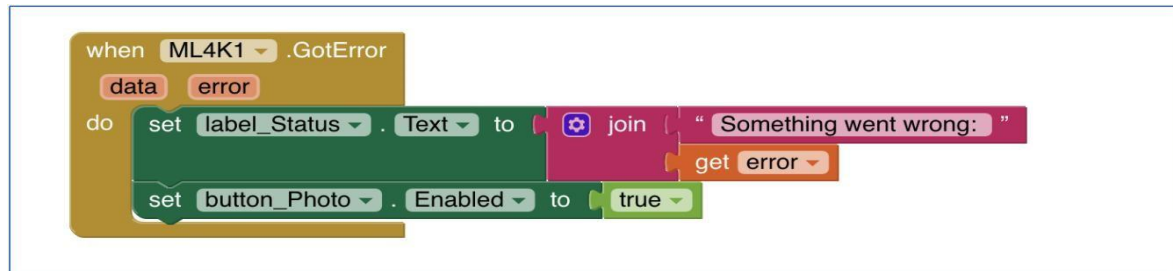 when ML4K1 .GotError
data error
do set label_Status . Text to join " Something went wrong: "
get error
set button_Photo . Enabled to true